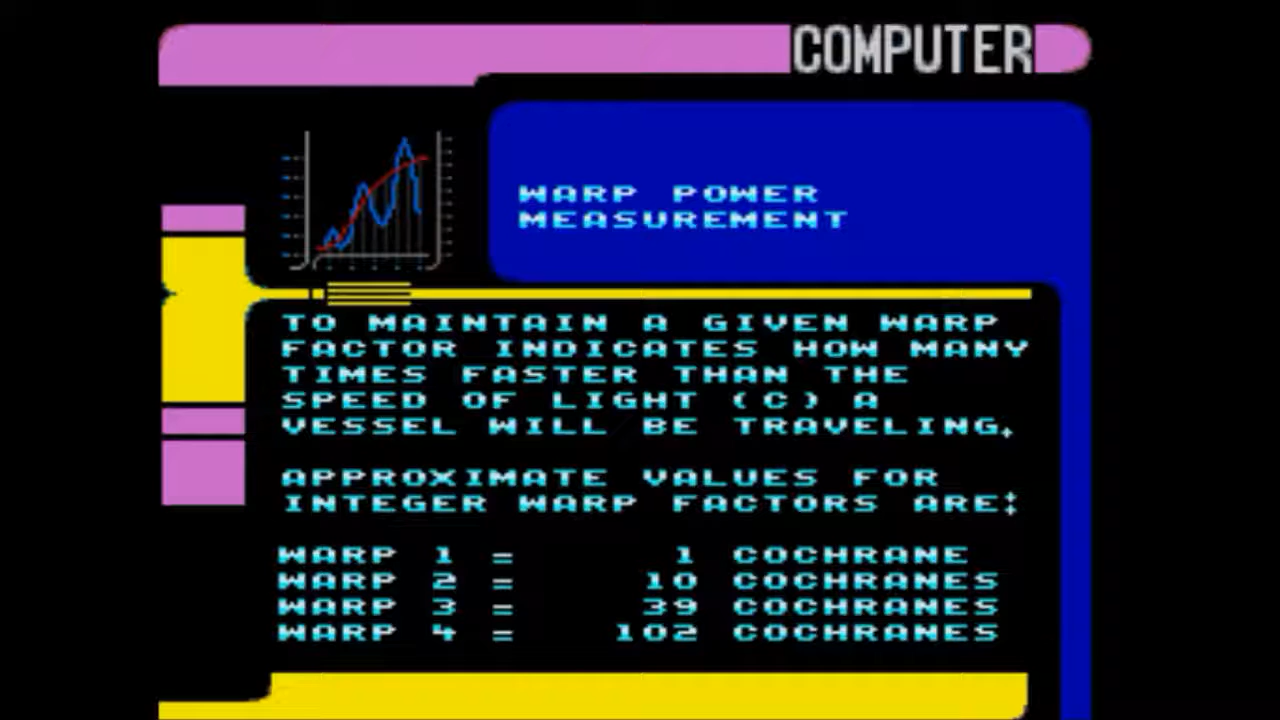 COMPUTER
WARP POWER
MEASUREMENT
TO MAINTAIN A GIVEN WARP
FACTOR INDICATES HOW MANY
TIMES FASTER THAN THE
SPEED OF LIGHT (C) A
VESSEL WILL BE TRAVELING.
APPROXIMATE VALUES FOR
INTEGER WARP FACTORS ARE:
WARP 1 = 1 COCHRANE
WARP 2 = 10 COCHRANES
WARP 3 = 39 COCHRANES
WARP 4 = 102 COCHRANES